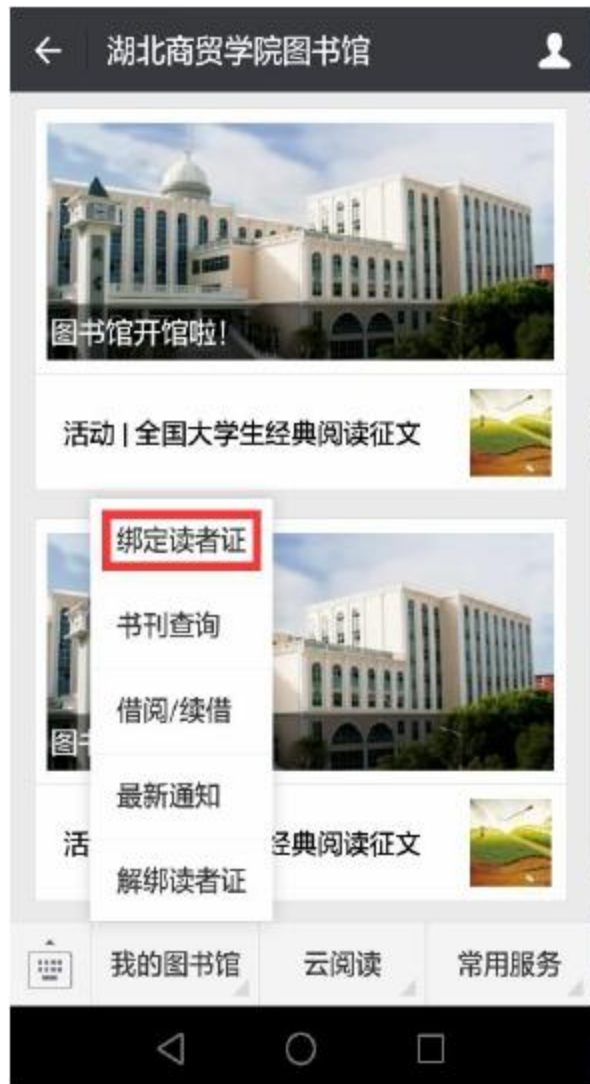 湖北商贸学院图书馆
图书馆开馆啦!
活动 | 全国大学生经典阅读征文
绑定读者证
书刊查询
借阅/续借
图书
最新通知
活
经典阅读征文
解绑读者证
我的图书馆
云阅读
常用服务